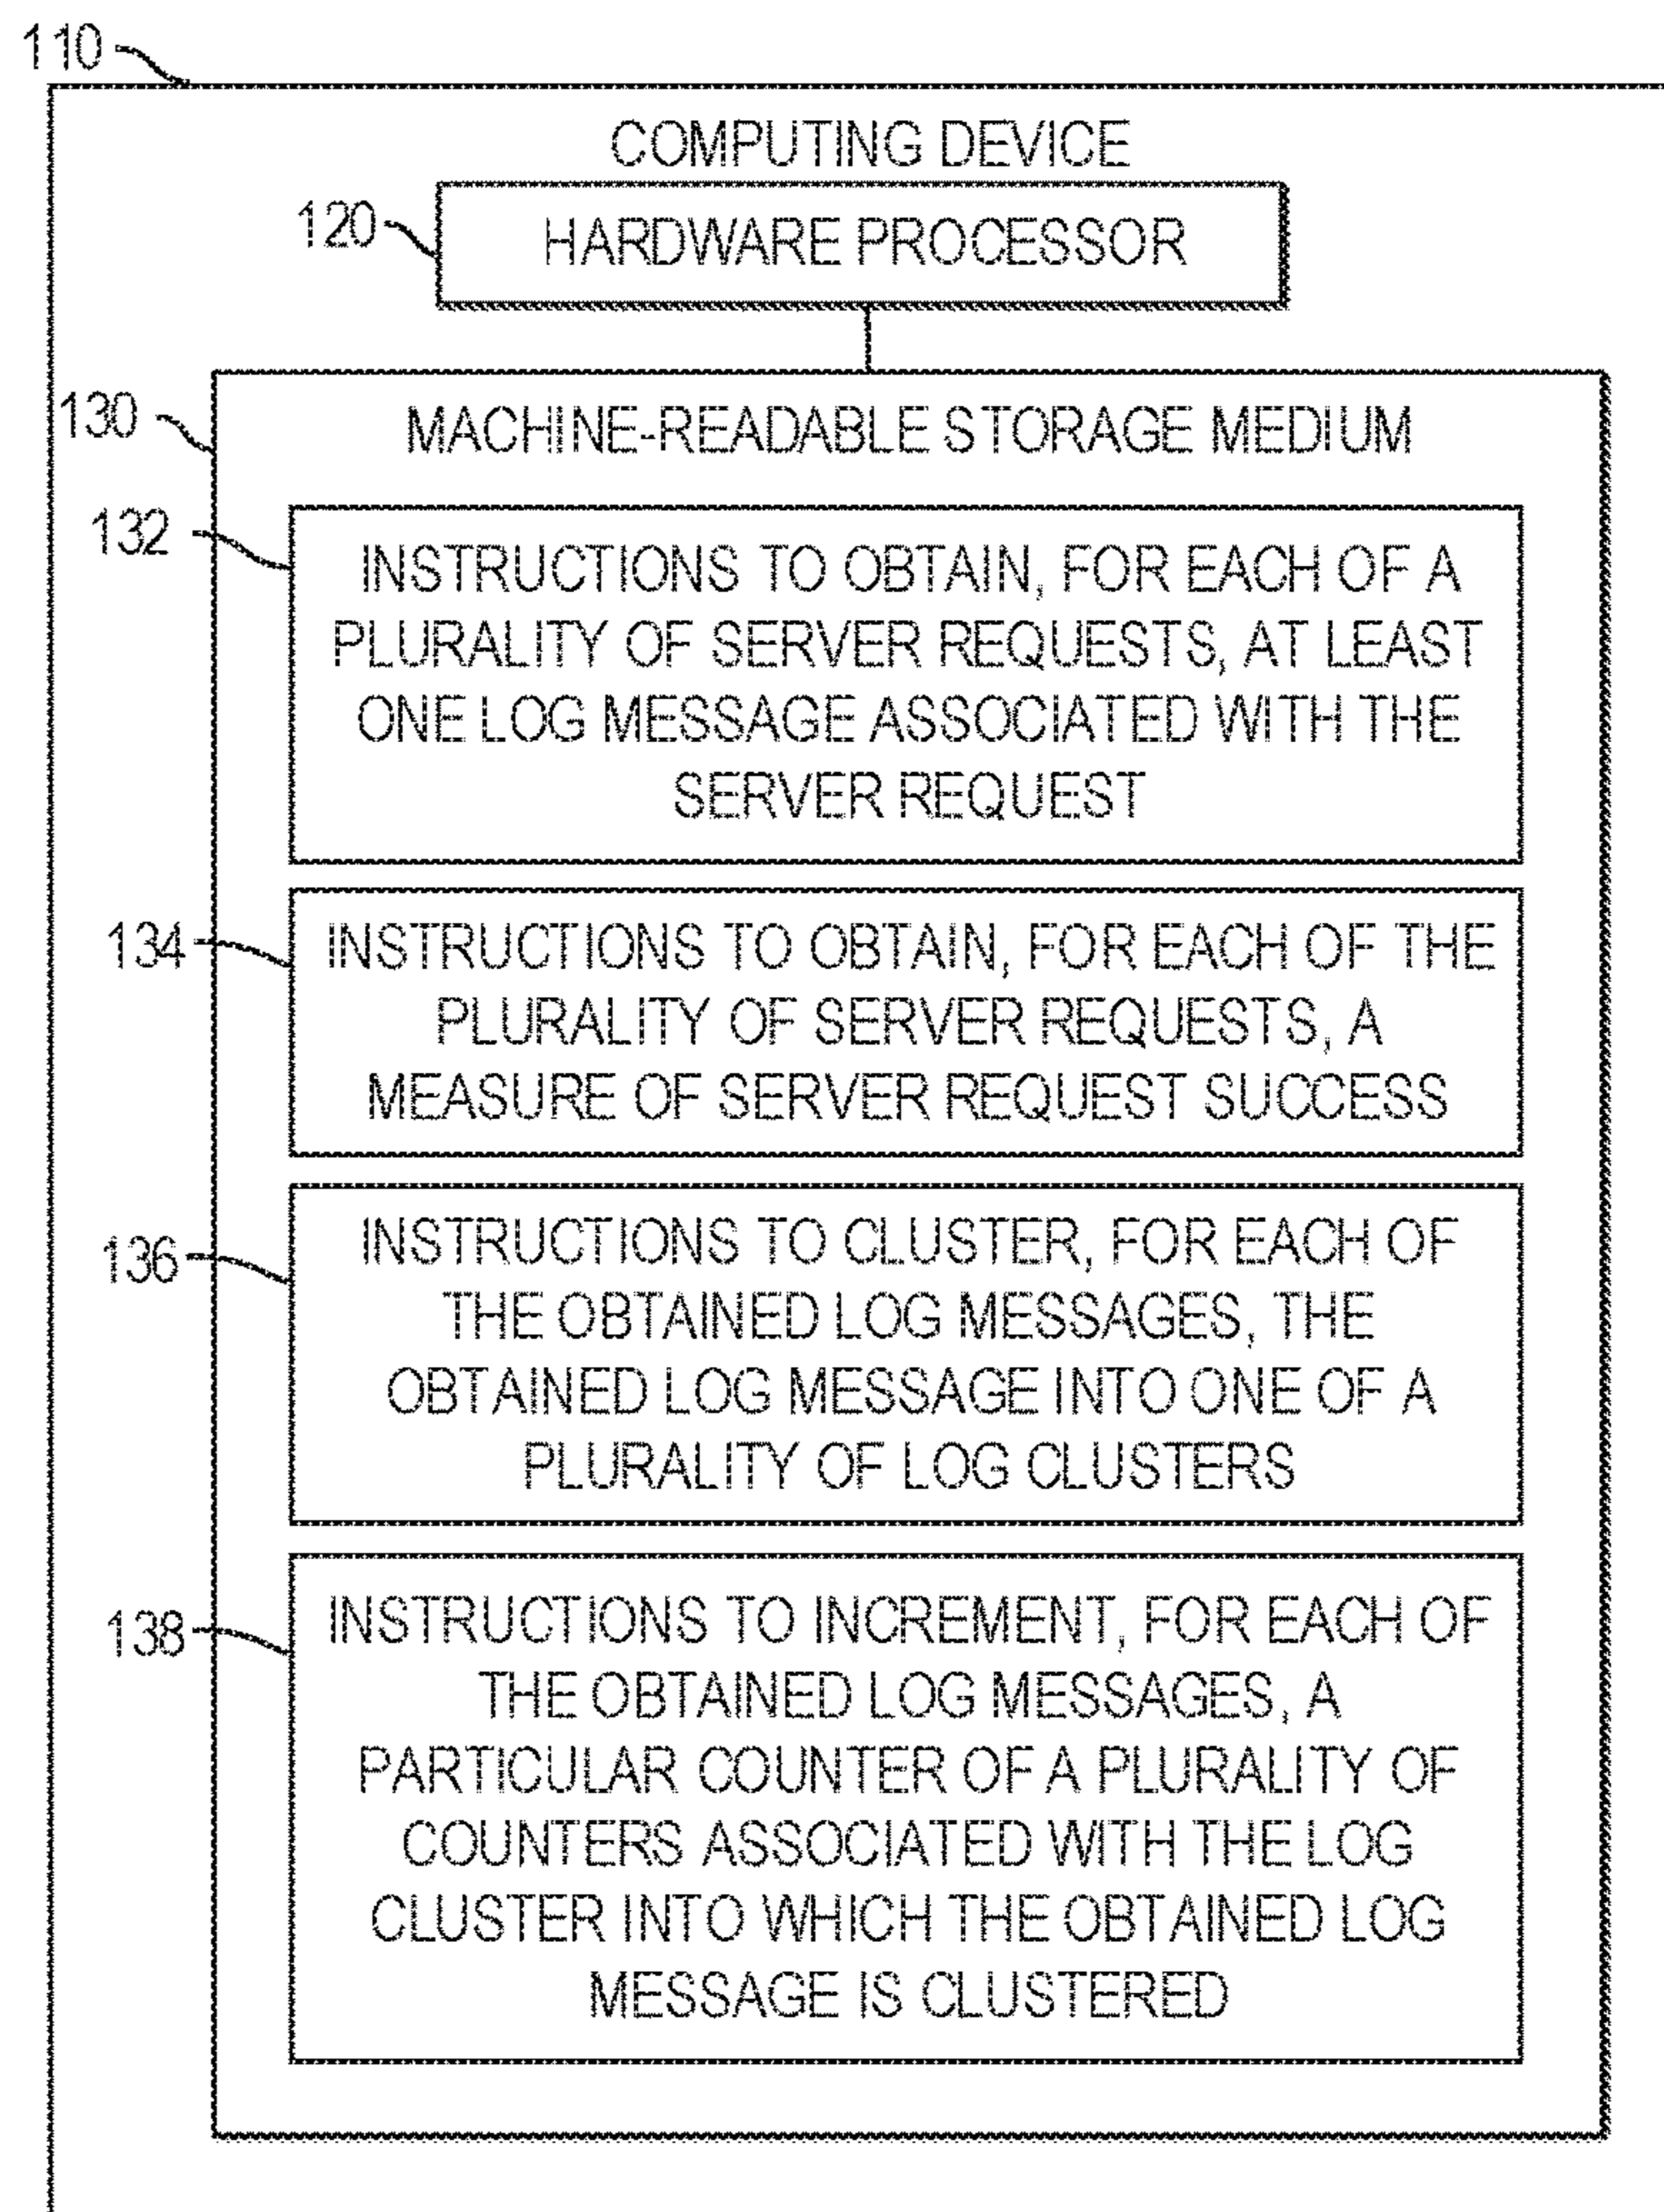 110
COMPUTING DEVICE
120
HARDWARE PROCESSOR
130
MACHINE-READABLE STORAGE MEDIUM
132
INSTRUCTIONS TO OBTAIN, FOR EACH OF A
PLURALITY OF SERVER REQUESTS, AT LEAST
ONE LOG MESSAGE ASSOCIATED WITH THE
SERVER REQUEST
134
INSTRUCTIONS TO OBTAIN, FOR EACH OF THE
PLURALITY OF SERVER REQUESTS, A
MEASURE OF SERVER REQUEST SUCCESS
136
INSTRUCTIONS TO CLUSTER, FOR EACH OF
THE OBTAINED LOG MESSAGES, THE
OBTAINED LOG MESSAGE INTO ONE OF A
PLURALITY OF LOG CLUSTERS
138
INSTRUCTIONS TO INCREMENT, FOR EACH OF
THE OBTAINED LOG MESSAGES, A
PARTICULAR COUNTER OF A PLURALITY OF
COUNTERS ASSOCIATED WITH THE LOG
CLUSTER INTO WHICH THE OBTAINED LOG
MESSAGE IS CLUSTERED